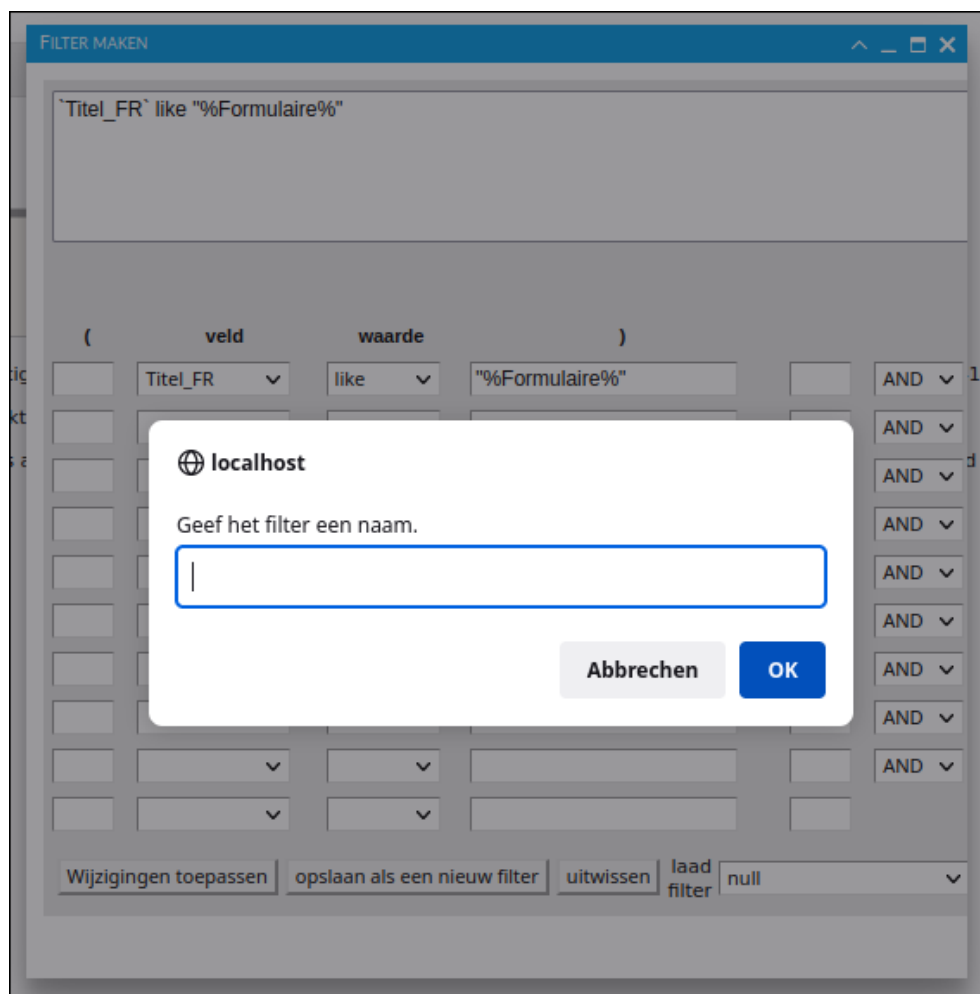 FILTER MAKEN
`Titel_FR` like "%Formulaire%"
( veld waarde )
Titel_FR like "%Formulaire%" AND
AND
localhost
AND
AND
Geef het filter een naam.
AND
AND
AND
Abbrechen OK
AND
AND
Wijzigingen toepassen opslaan als een nieuw filter uitwissen laad filter null